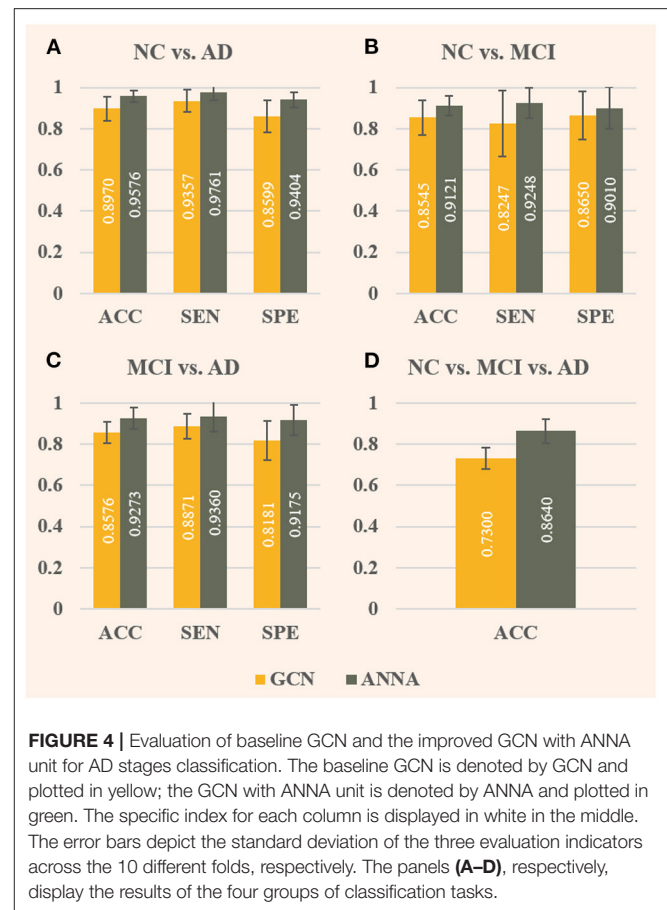 A NC vs. AD
1
0.8
0.6
0.4
0.2
0
0.8970 0.9576 0.9357 0.9761 0.8599 0.9404
ACC SEN SPE
B NC vs. MCI
1
0.8
0.6
0.4
0.2
0
0.8545 0.9121 0.8247 0.9248 0.8650 0.9010
ACC SEN SPE
C MCI vs. AD
1
0.8
0.6
0.4
0.2
0
0.8576 0.9273 0.8871 0.9360 0.8181 0.9175
ACC SEN SPE
D NC vs. MCI vs. AD
1
0.8
0.6
0.4
0.2
0
0.7300 0.8640
ACC
GCN ANNA
FIGURE 4 | Evaluation of baseline GCN and the improved GCN with ANNA
unit for AD stages classification. The baseline GCN is denoted by GCN and
plotted in yellow; the GCN with ANNA unit is denoted by ANNA and plotted in
green. The specific index for each column is displayed in white in the middle.
The error bars depict the standard deviation of the three evaluation indicators
across the 10 different folds, respectively. The panels (A–D), respectively,
display the results of the four groups of classification tasks.